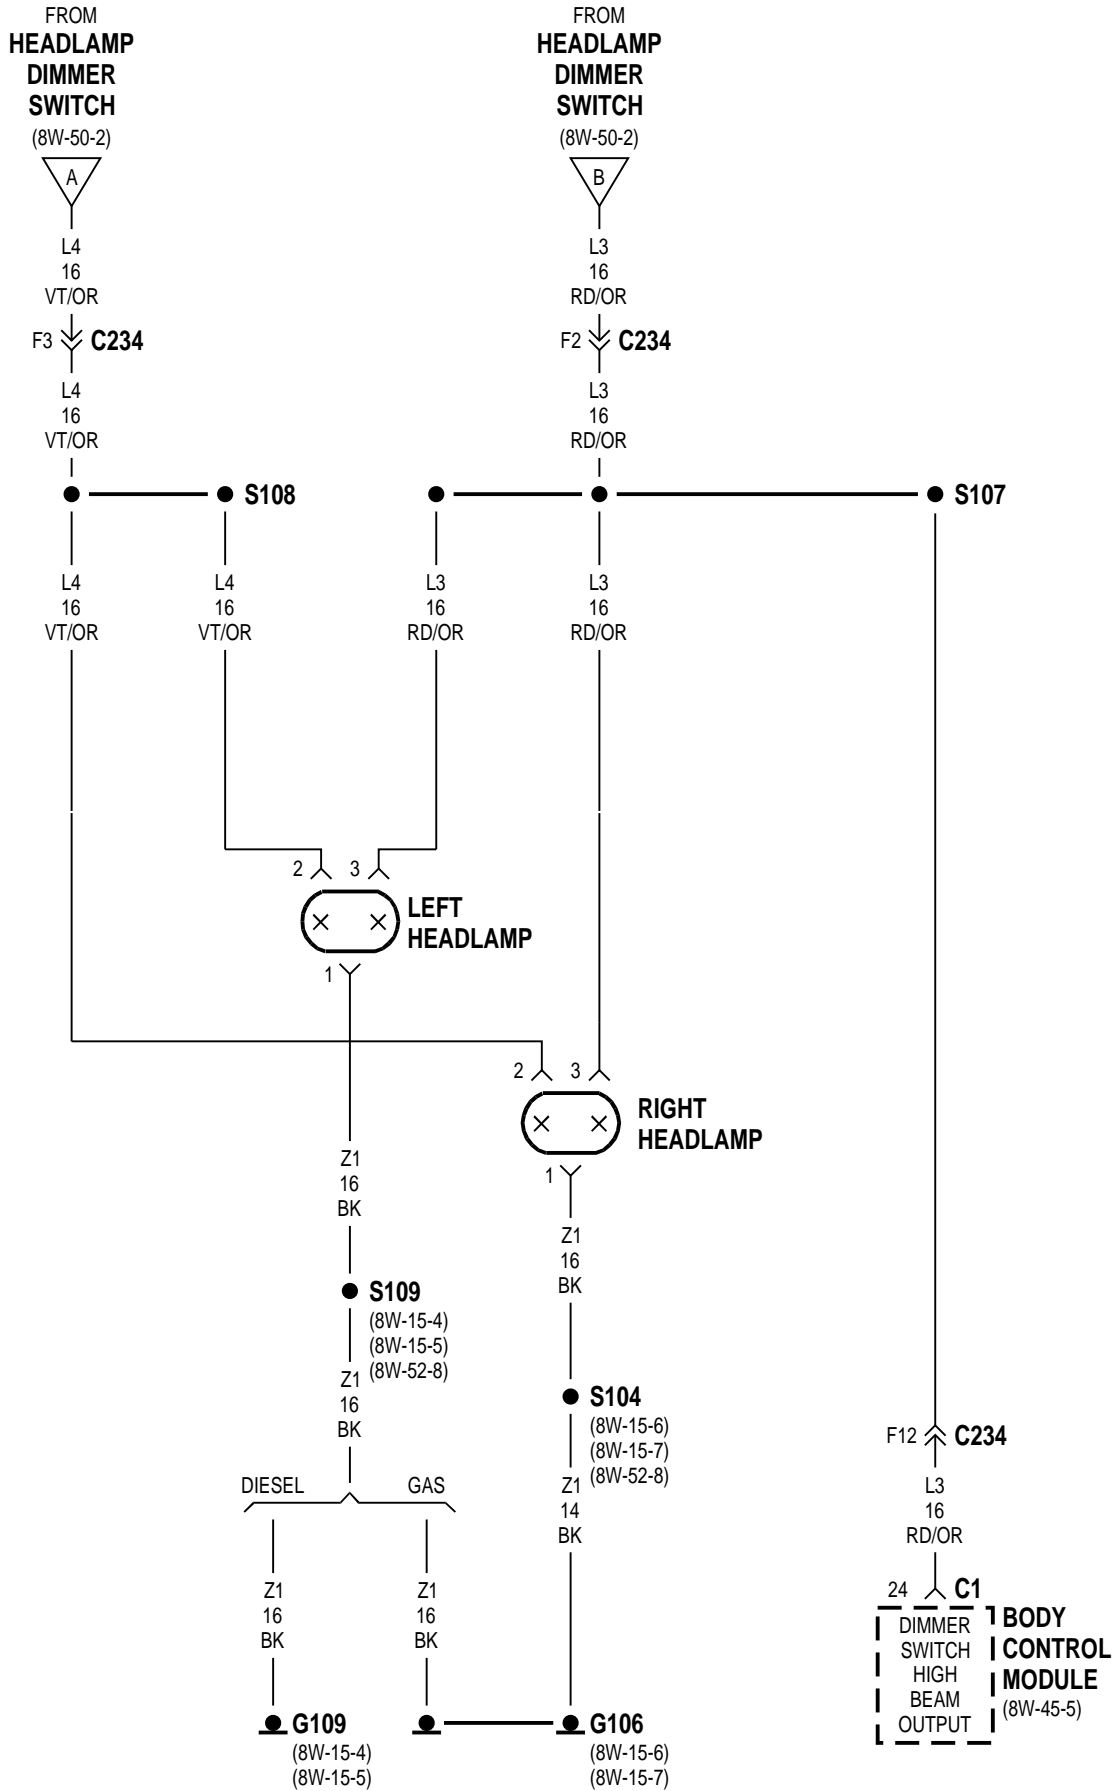 FROM
HEADLAMP
DIMMER
SWITCH
(8W-50-2)
A
L4
16
VT/OR
F3
C234
L4
16
VT/OR
FROM
HEADLAMP
DIMMER
SWITCH
(8W-50-2)
B
L3
16
RD/OR
F2
C234
L3
16
RD/OR
S108
S107
L4
16
VT/OR
L4
16
VT/OR
L3
16
RD/OR
L3
16
RD/OR
2
3
LEFT
HEADLAMP
1
2
3
RIGHT
HEADLAMP
1
Z1
16
BK
S109
(8W-15-4)
(8W-15-5)
(8W-52-8)
Z1
16
BK
DIESEL
GAS
Z1
16
BK
Z1
16
BK
G109
(8W-15-4)
(8W-15-5)
Z1
16
BK
S104
(8W-15-6)
(8W-15-7)
(8W-52-8)
Z1
14
BK
G106
(8W-15-6)
(8W-15-7)
F12
C234
L3
16
RD/OR
24
C1
DIMMER
SWITCH
HIGH
BEAM
OUTPUT
BODY
CONTROL
MODULE
(8W-45-5)